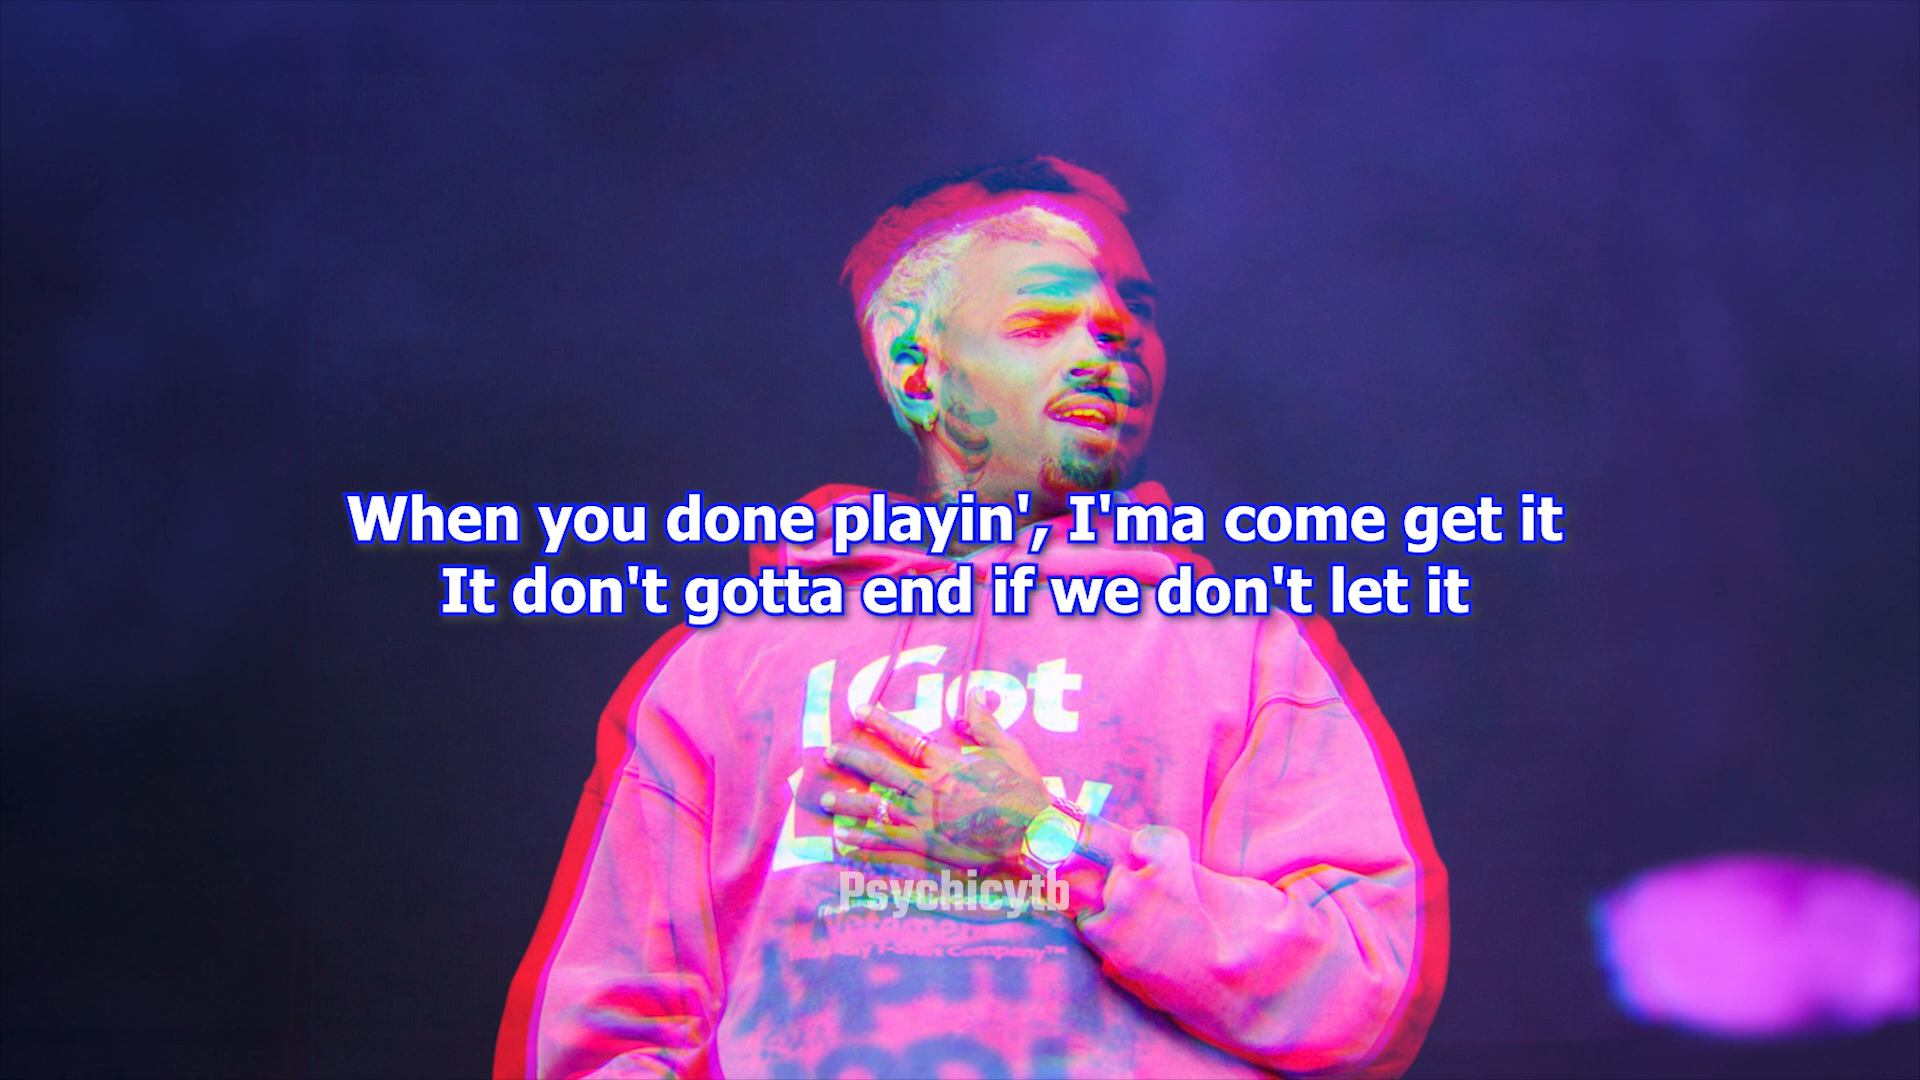 When you done playin', I'ma come get it
It don't gotta end if we don't let it
I Got
Psychicytb
Company™